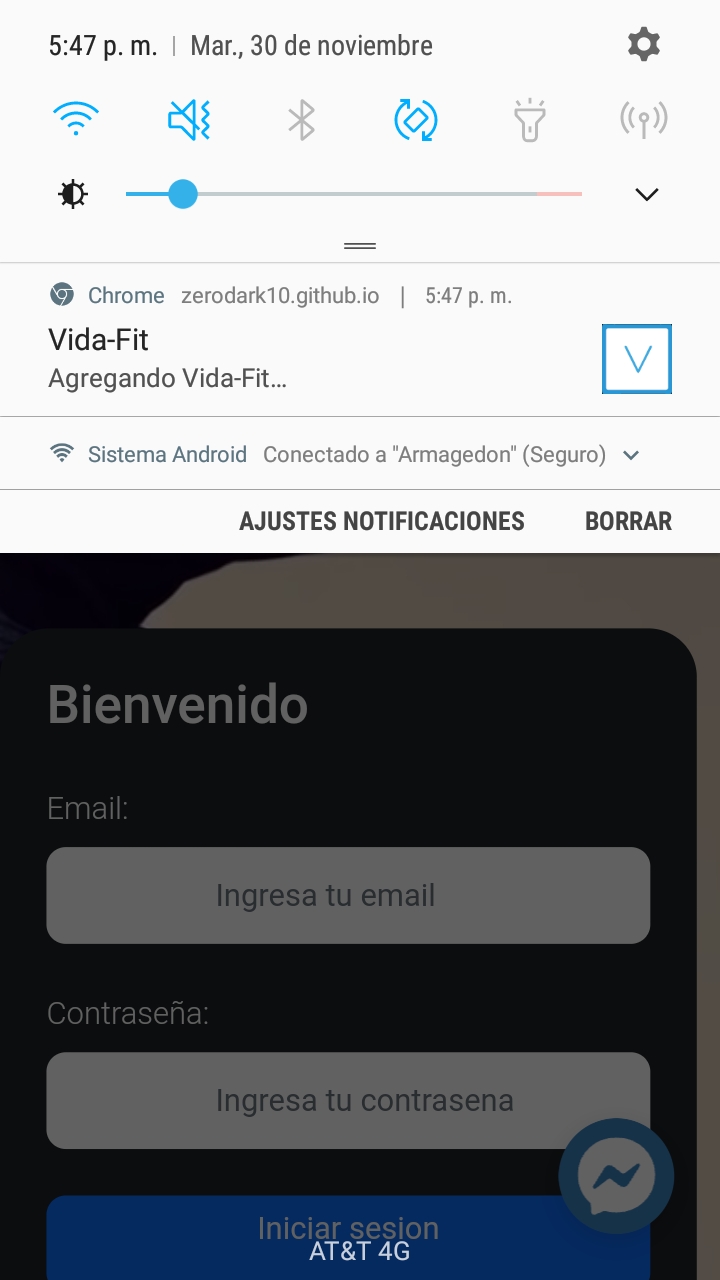 5:47 p. m. | Mar., 30 de noviembre
Chrome zerodark10.github.io | 5:47 p. m.
Vida-Fit
Agregando Vida-Fit...
V
Sistema Android Conectado a "Armagedon" (Seguro)
AJUSTES NOTIFICACIONES BORRAR
Bienvenido
Email:
Ingresa tu email
Contraseña:
Ingresa tu contrasena
Iniciar sesion
AT&T 4G